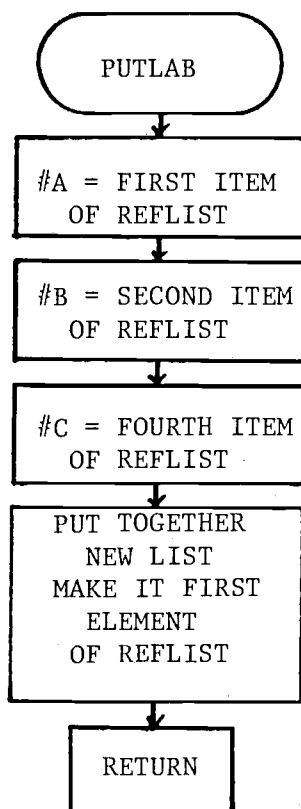 PUTLAB
#A = FIRST ITEM
OF REFLIST
#B = SECOND ITEM
OF REFLIST
#C = FOURTH ITEM
OF REFLIST
PUT TOGETHER
NEW LIST
MAKE IT FIRST
ELEMENT
OF REFLIST
RETURN